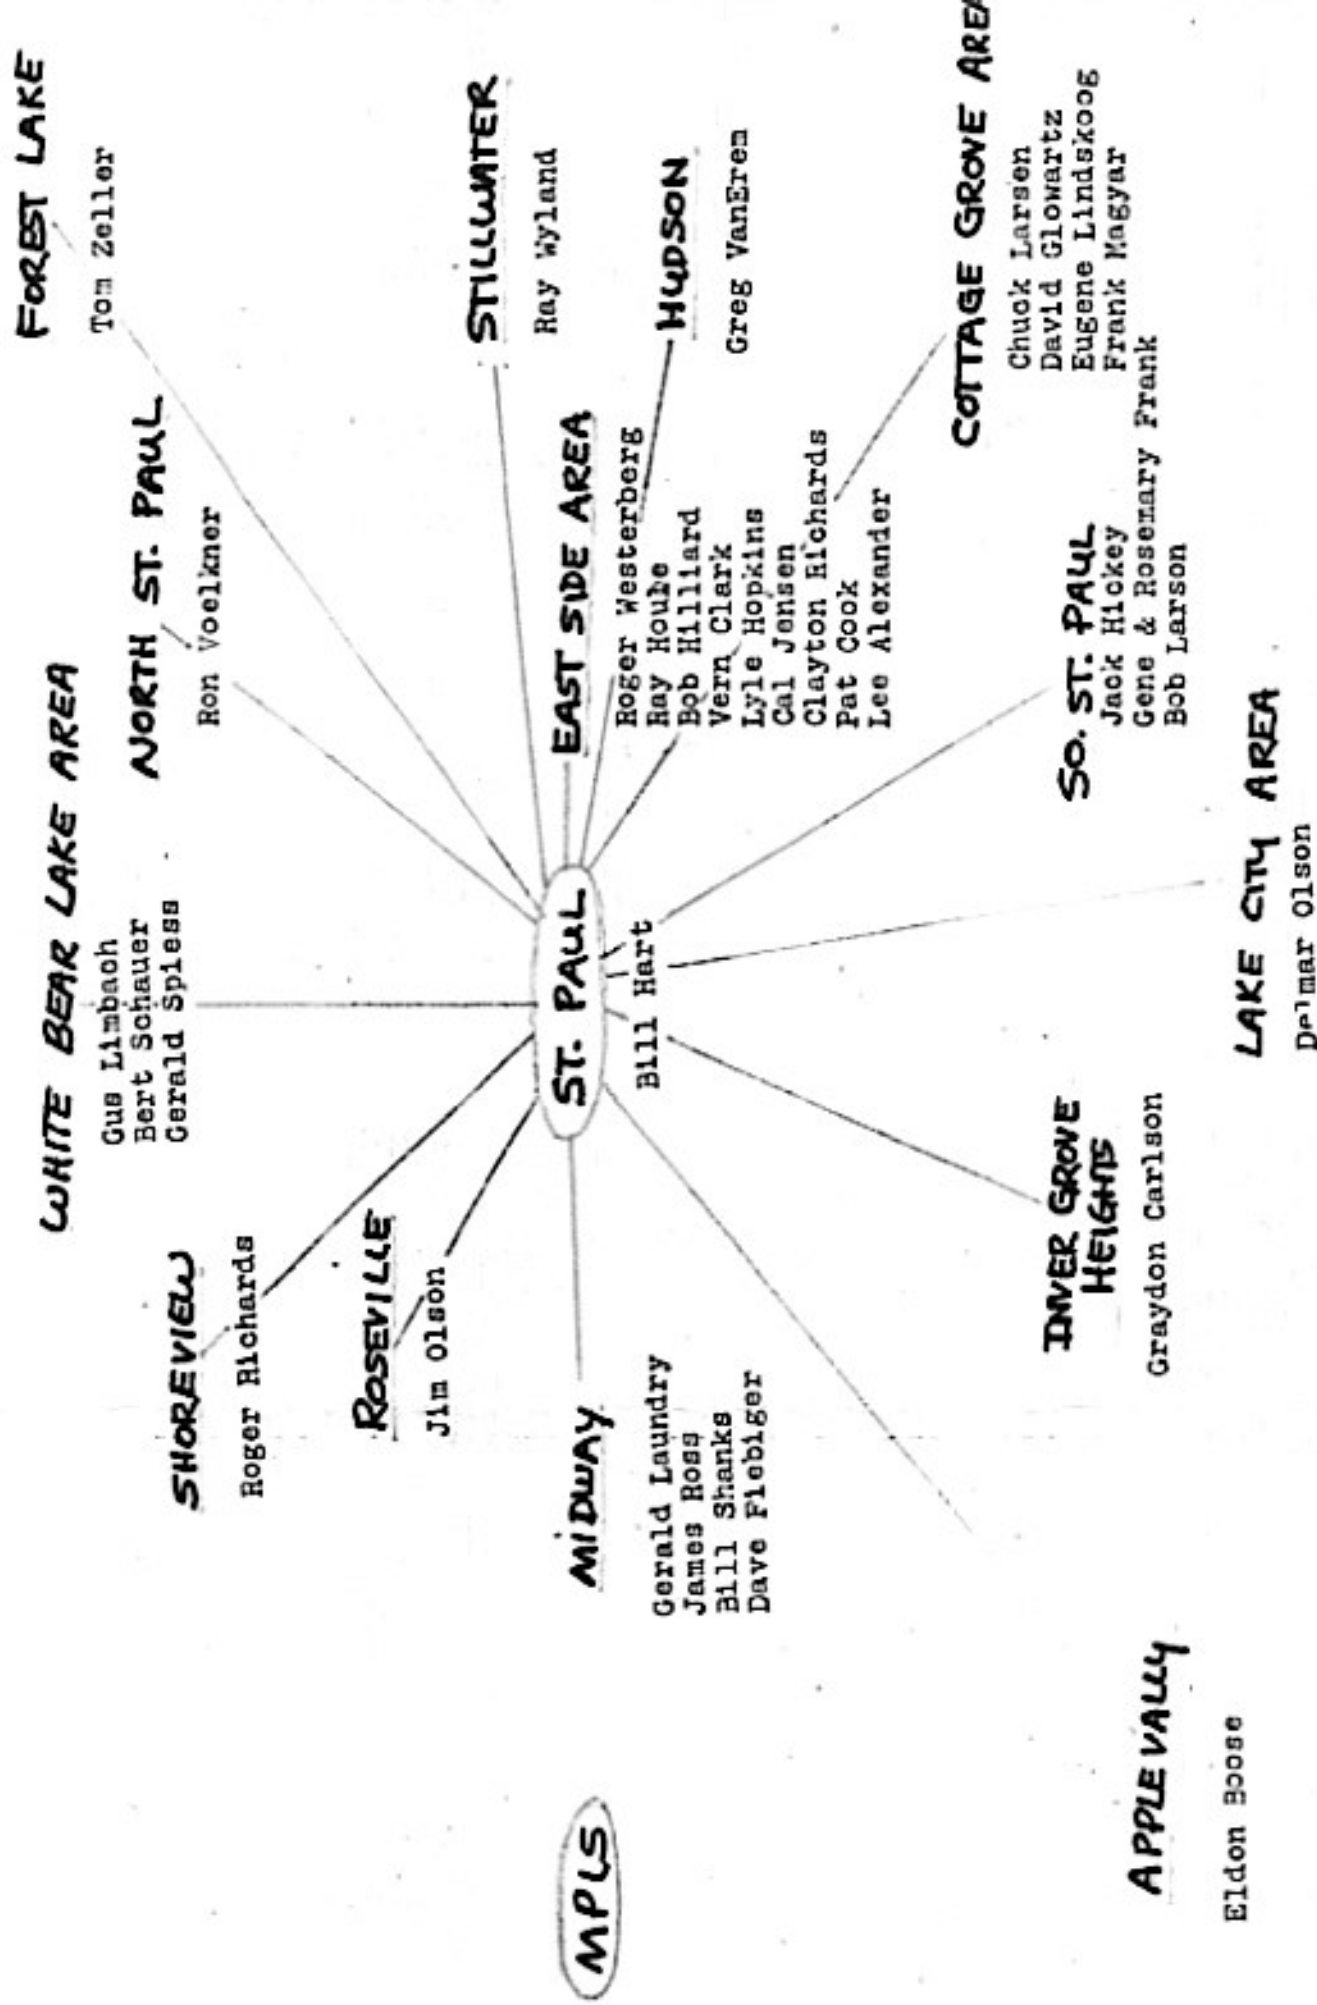 WHITE BEAR LAKE AREA
Gus Limbach
Bert Schauer
Gerald Spiess
FOREST LAKE
Tom Zeller
NORTH ST. PAUL
Ron Voelkner
SHOREVIEW
Roger Richards
ROSEVILLE
Jim Olson
STILLWATER
Ray Wyland
MPLS
MIDWAY
Gerald Laundry
James Ross
Bill Shanks
Dave Fiebiger
ST. PAUL
Bill Hart
EAST SIDE AREA
Roger Westerberg
Ray Houle
Bob Hilliard
Vern Clark
Lyle Hopkins
Cal Jensen
Clayton Richards
Pat Cook
Lee Alexander
HUDSON
Greg VanErem
COTTAGE GROVE AREA
Chuck Larsen
David Glowartz
Eugene Lindskoog
Frank Magyar
SO. ST. PAUL
Jack Hickey
Gene & Rosemary Frank
Bob Larson
INVER GROVE
HEIGHTS
Graydon Carlson
APPLE VALLY
Eldon Boose
LAKE CITY AREA
Delmar Olson